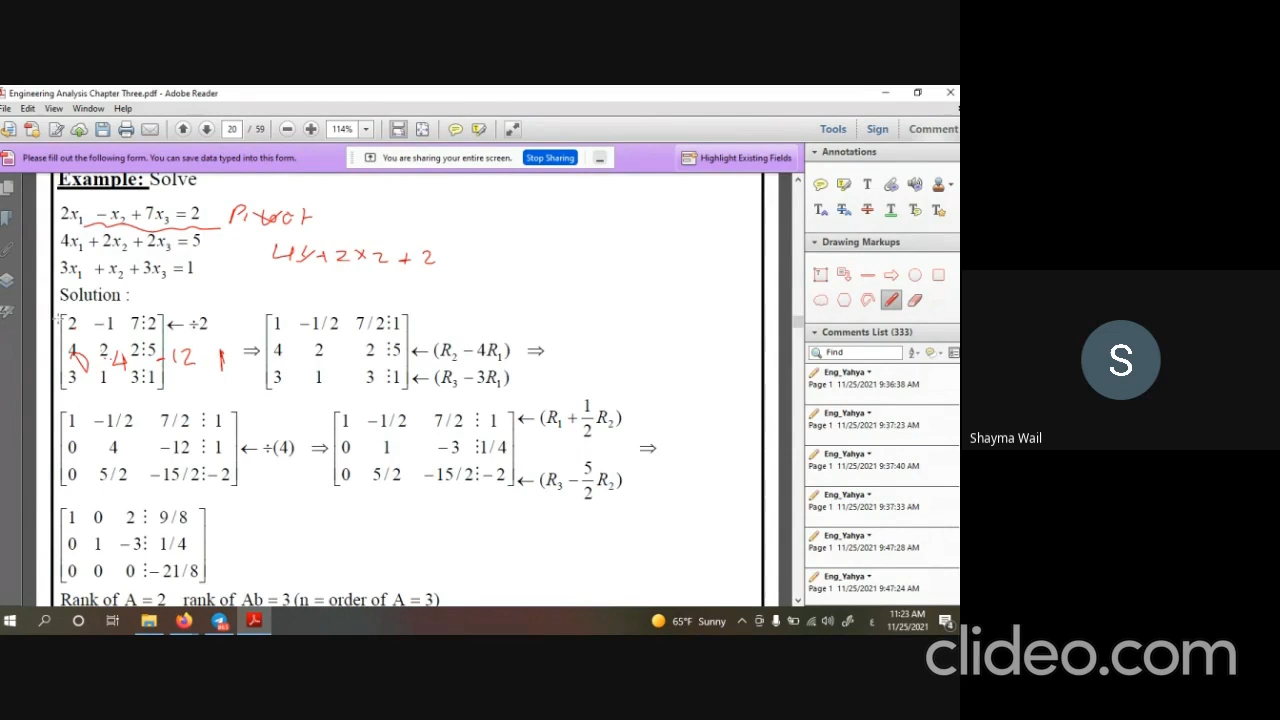 Engineering Analysis Chapter Three.pdf - Adobe Reader
File Edit View Window Help
20 / 59 114% Tools Sign Comment
Please fill out the following form. You can save data typed into this form.
You are sharing your entire screen. Stop Sharing
Highlight Existing Fields
Example: Solve
2x₁ − x₂ + 7x₃ = 2 Pivot
4x₁ + 2x₂ + 2x₃ = 5
3x₁ + x₂ + 3x₃ = 1
Solution :
2 −1 7⋮2 ← ÷2
4 2 2⋮5
3 1 3⋮1
0 4 -12 1
⇒
1 −1/2 7/2⋮1
4 2 2 ⋮5 ← (R₂ − 4R₁) ⇒
3 1 3 ⋮1 ← (R₃ − 3R₁)
1 −1/2 7/2 ⋮ 1
0 4 −12 ⋮ 1 ← ÷(4) ⇒
0 5/2 −15/2⋮−2
1 −1/2 7/2 ⋮ 1 ← (R₁ + 1/2 R₂)
0 1 −3 ⋮1/4 ⇒
0 5/2 −15/2⋮−2 ← (R₃ − 5/2 R₂)
1 0 2 ⋮ 9/8
0 1 −3⋮ 1/4
0 0 0 ⋮−21/8
Rank of A = 2 rank of Ab = 3 (n = order of A = 3)
Annotations
Drawing Markups
Comments List (333)
Find
Eng_Yahya
Page 1 11/25/2021 9:36:38 AM
Eng_Yahya
Page 1 11/25/2021 9:37:23 AM
Eng_Yahya
Page 1 11/25/2021 9:37:40 AM
Eng_Yahya
Page 1 11/25/2021 9:37:33 AM
Eng_Yahya
Page 1 11/25/2021 9:47:28 AM
Eng_Yahya
Page 1 11/25/2021 9:47:24 AM
65°F Sunny
ع
11:23 AM
11/25/2021
4
S
Shayma Wail
clideo.com